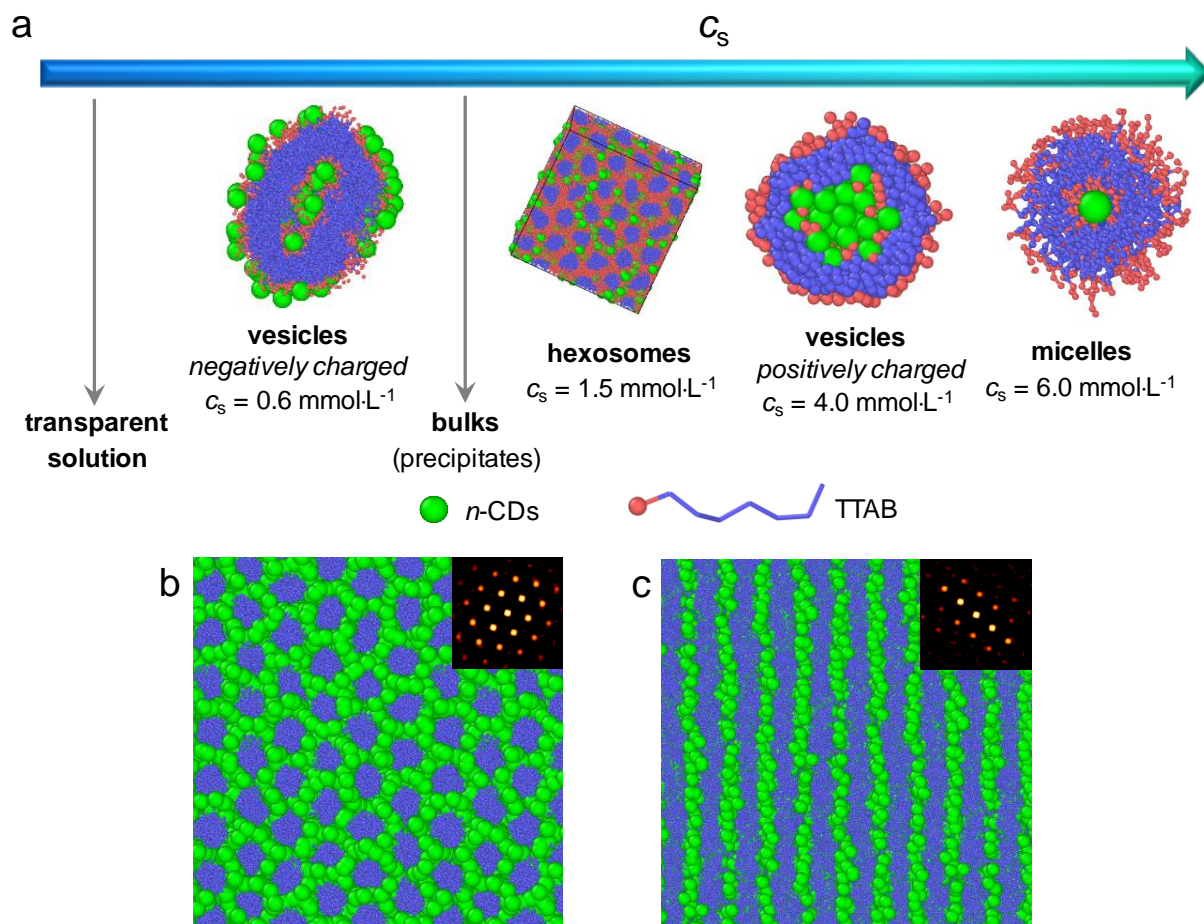 a
cₛ
vesicles
negatively charged
cₛ = 0.6 mmol·L⁻¹
hexosomes
cₛ = 1.5 mmol·L⁻¹
vesicles
positively charged
cₛ = 4.0 mmol·L⁻¹
micelles
cₛ = 6.0 mmol·L⁻¹
transparent
solution
bulks
(precipitates)
n-CDs
TTAB
b
c